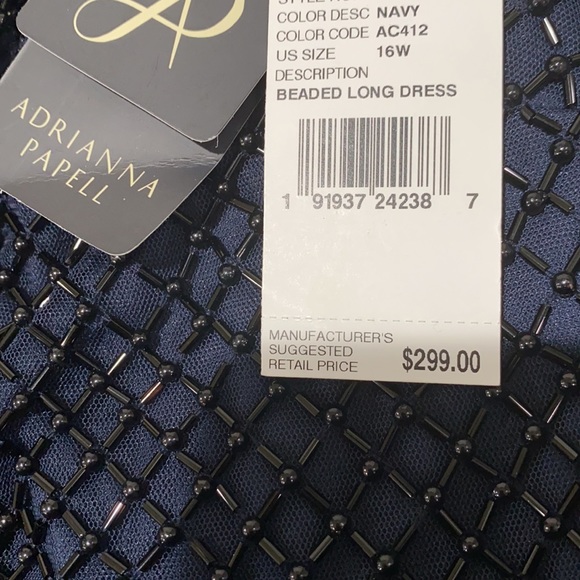 ADRIANNA
PAPELL
COLOR DESC NAVY
COLOR CODE AC412
US SIZE 16W
DESCRIPTION
BEADED LONG DRESS
1 91937 24238 7
MANUFACTURER'S
SUGGESTED
RETAIL PRICE $299.00